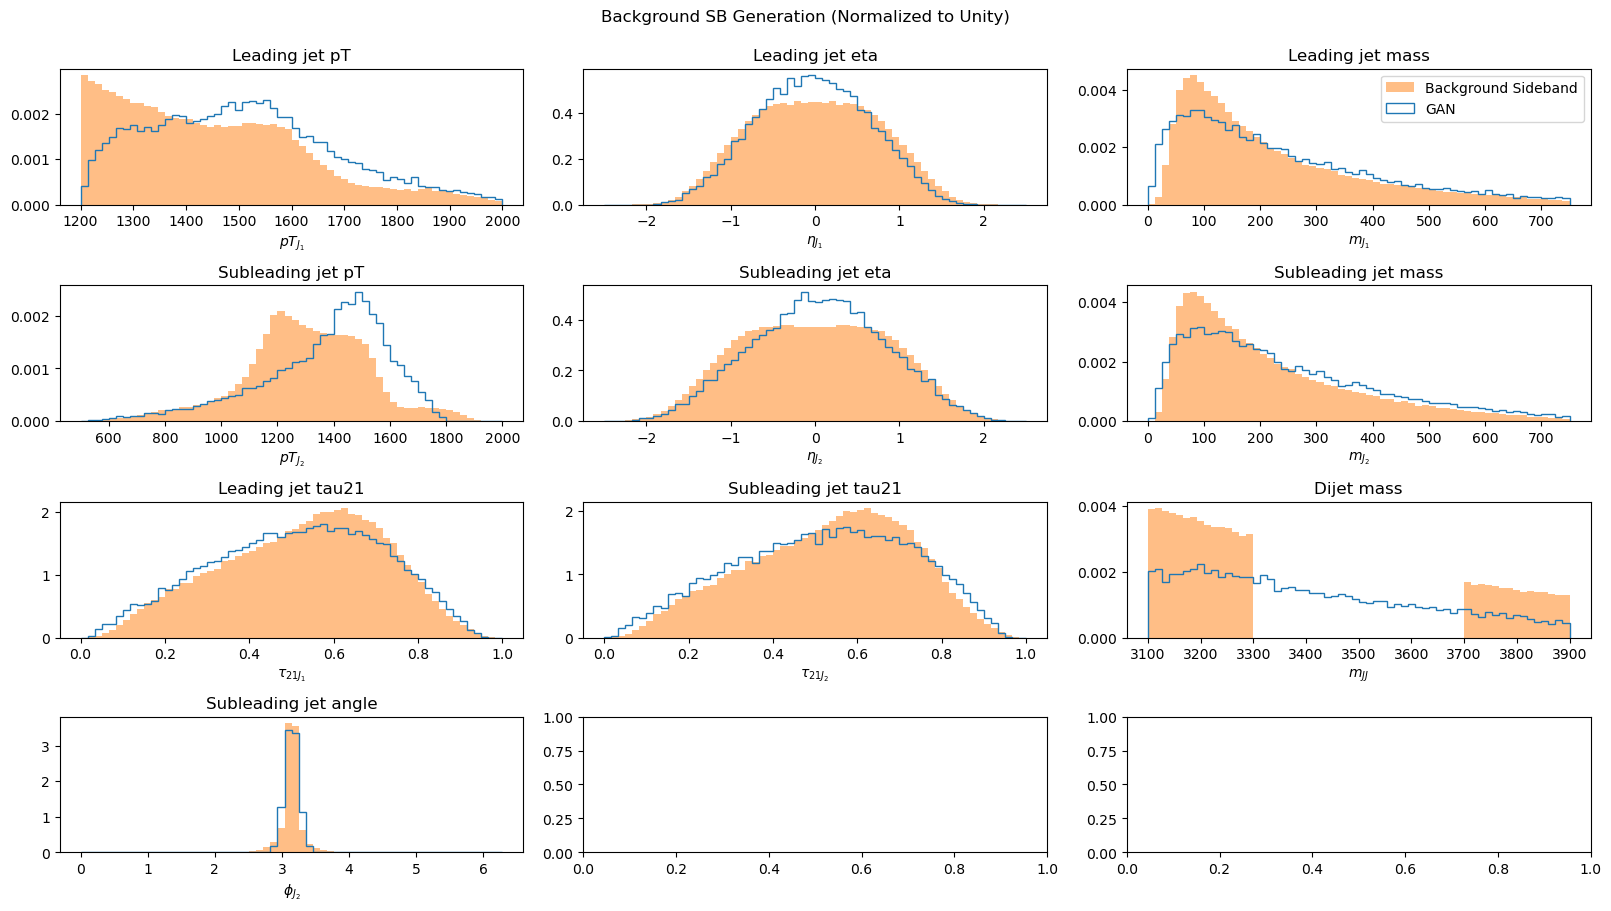 Background SB Generation (Normalized to Unity)
Leading jet pT
Leading jet eta
Leading jet mass
0.002
0.001
0.000
1200 1300 1400 1500 1600 1700 1800 1900 2000
pT_{J_1}
0.4
0.2
0.0
−2 −1 0 1 2
η_{J_1}
0.004
0.002
0.000
Background Sideband
GAN
0 100 200 300 400 500 600 700
m_{J_1}
Subleading jet pT
Subleading jet eta
Subleading jet mass
0.002
0.001
0.000
600 800 1000 1200 1400 1600 1800 2000
pT_{J_2}
0.4
0.2
0.0
−2 −1 0 1 2
η_{J_2}
0.004
0.002
0.000
0 100 200 300 400 500 600 700
m_{J_2}
Leading jet tau21
Subleading jet tau21
Dijet mass
2
1
0
0.0 0.2 0.4 0.6 0.8 1.0
τ_{21J_1}
2
1
0
0.0 0.2 0.4 0.6 0.8 1.0
τ_{21J_2}
0.004
0.002
0.000
3100 3200 3300 3400 3500 3600 3700 3800 3900
m_{JJ}
Subleading jet angle
3
2
1
0
0 1 2 3 4 5 6
ϕ_{J_2}
1.00
0.75
0.50
0.25
0.00
0.0 0.2 0.4 0.6 0.8 1.0
1.00
0.75
0.50
0.25
0.00
0.0 0.2 0.4 0.6 0.8 1.0